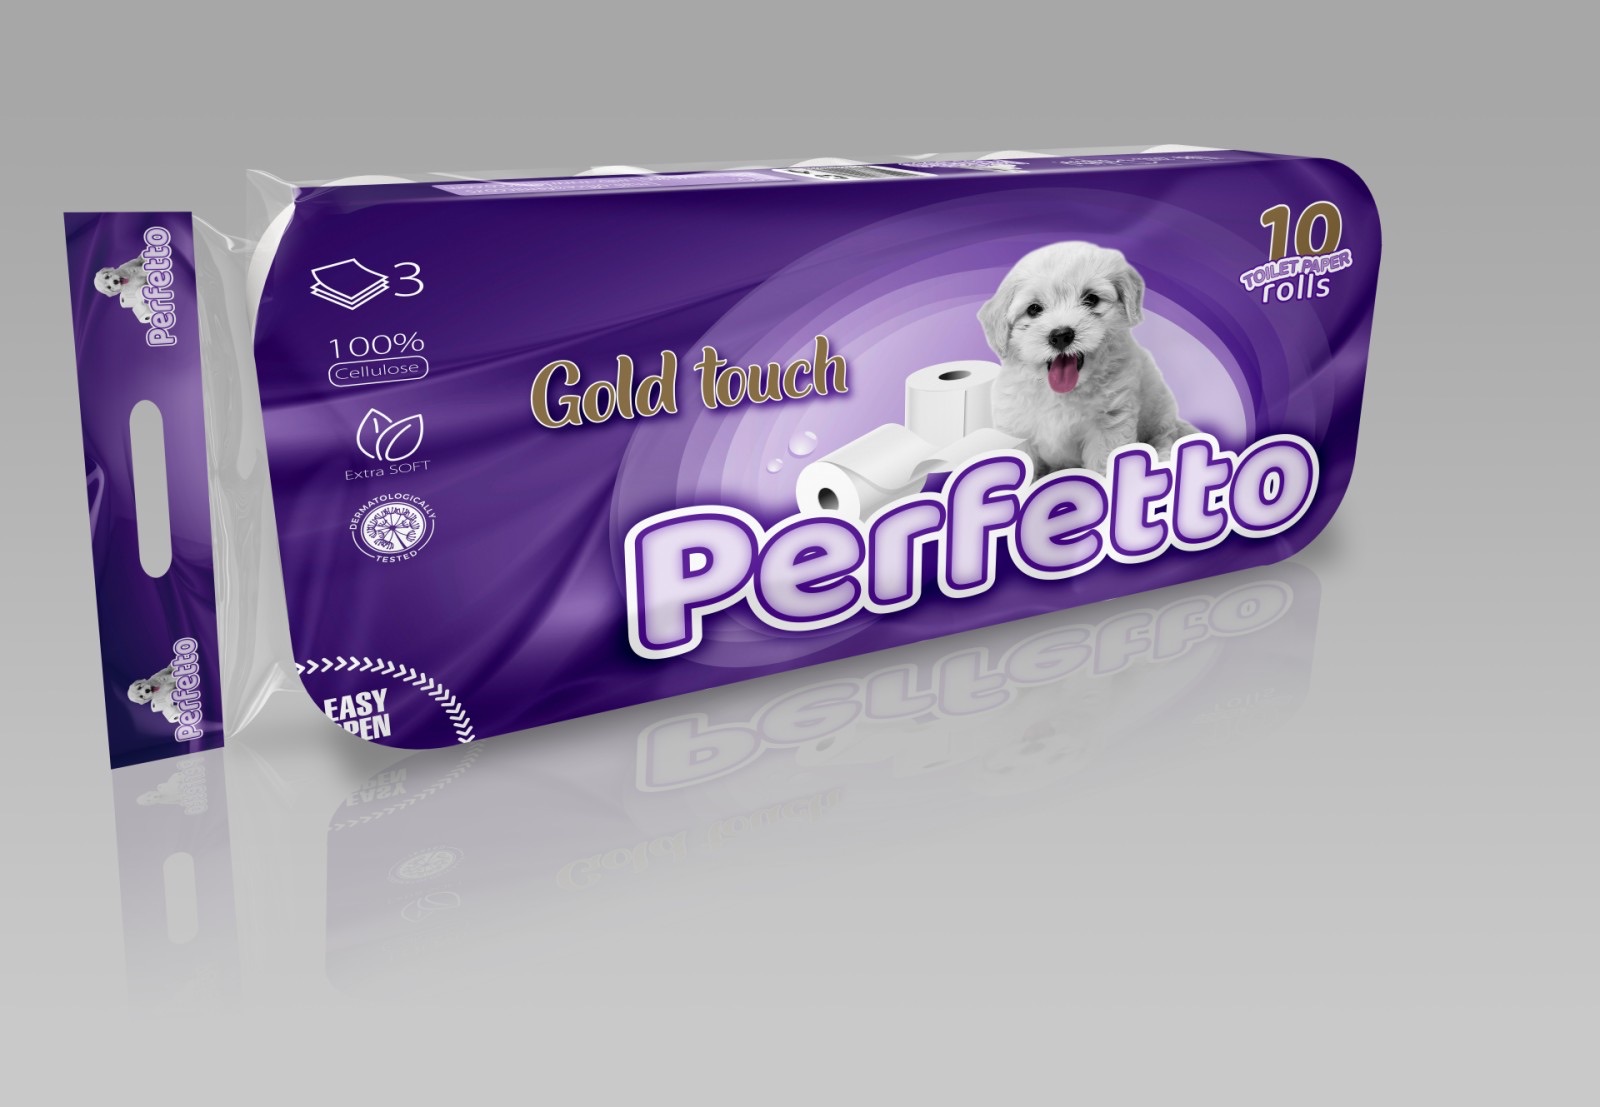 Perfetto
Perfetto
3
100%
Cellulose
Extra SOFT
DERMATOLOGICALLY
TESTED
EASY
OPEN
Gold touch
Perfetto
10
TOILET PAPER
rolls